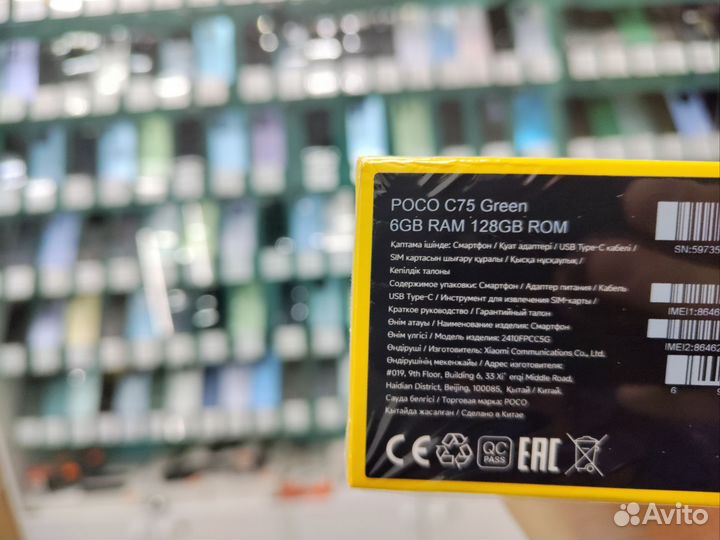 POCO C75 Green
6GB RAM 128GB ROM
Қаптама ішінде: Смартфон / Қуат адаптері / USB Type-C кабелі /
SIM картасын шығару құралы / Қысқа нұсқаулық /
Кепілдік талоны
Содержимое упаковки: Смартфон / Адаптер питания / Кабель
USB Type-C / Инструмент для извлечения SIM-карты /
Краткое руководство / Гарантийный талон
Өнім атауы / Наименование изделия: Смартфон
Өнім үлгісі / Модель изделия: 2410FPCC5G
Өндіруші / Изготовитель: Xiaomi Communications Co., Ltd.
Өндірушінің мекенжайы / Адрес изготовителя:
#019, 9th Floor, Building 6, 33 Xi' erqi Middle Road,
Haidian District, Beijing, 100085, Қытай / Китай.
Сауда белгісі / Торговая марка: POCO
Қытайда жасалған / Сделано в Китае
CE QC PASS EAC
SN:5973
IMEI1:8646
IMEI2:8646
6
Avito